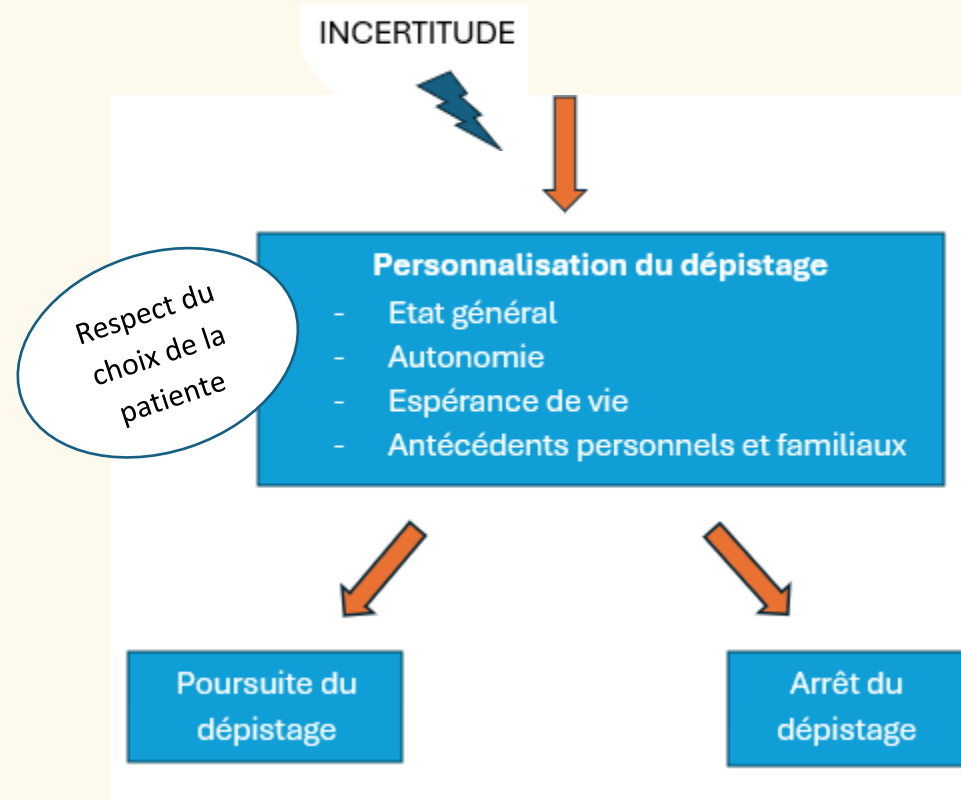 INCERTITUDE
Personnalisation du dépistage
- Etat général
- Autonomie
- Espérance de vie
- Antécédents personnels et familiaux
Respect du
choix de la
patiente
Poursuite du
dépistage
Arrêt du
dépistage